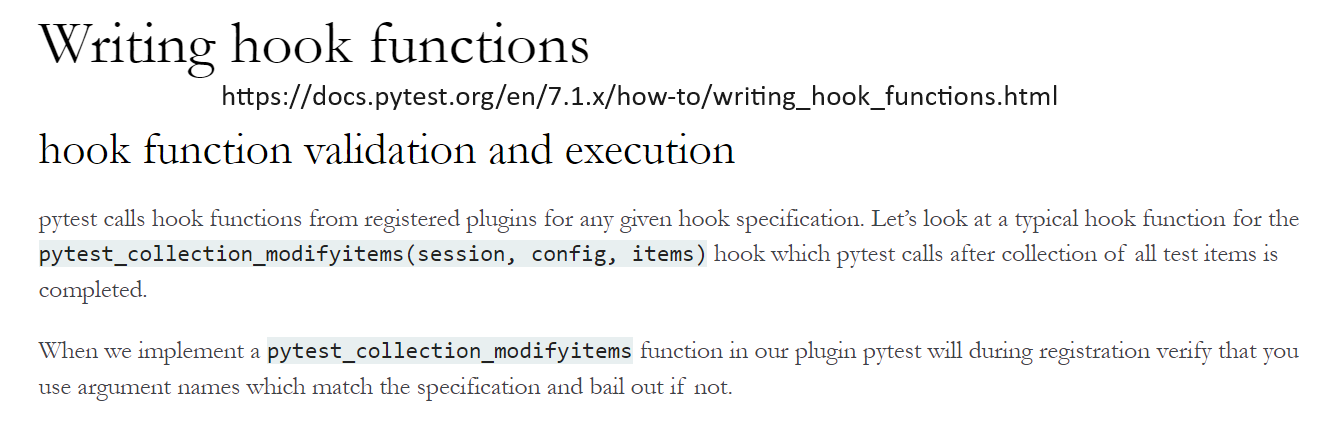 Writing hook functions
https://docs.pytest.org/en/7.1.x/how-to/writing_hook_functions.html
hook function validation and execution
pytest calls hook functions from registered plugins for any given hook specification. Let’s look at a typical hook function for the
pytest_collection_modifyitems(session, config, items) hook which pytest calls after collection of all test items is
completed.
When we implement a pytest_collection_modifyitems function in our plugin pytest will during registration verify that you
use argument names which match the specification and bail out if not.